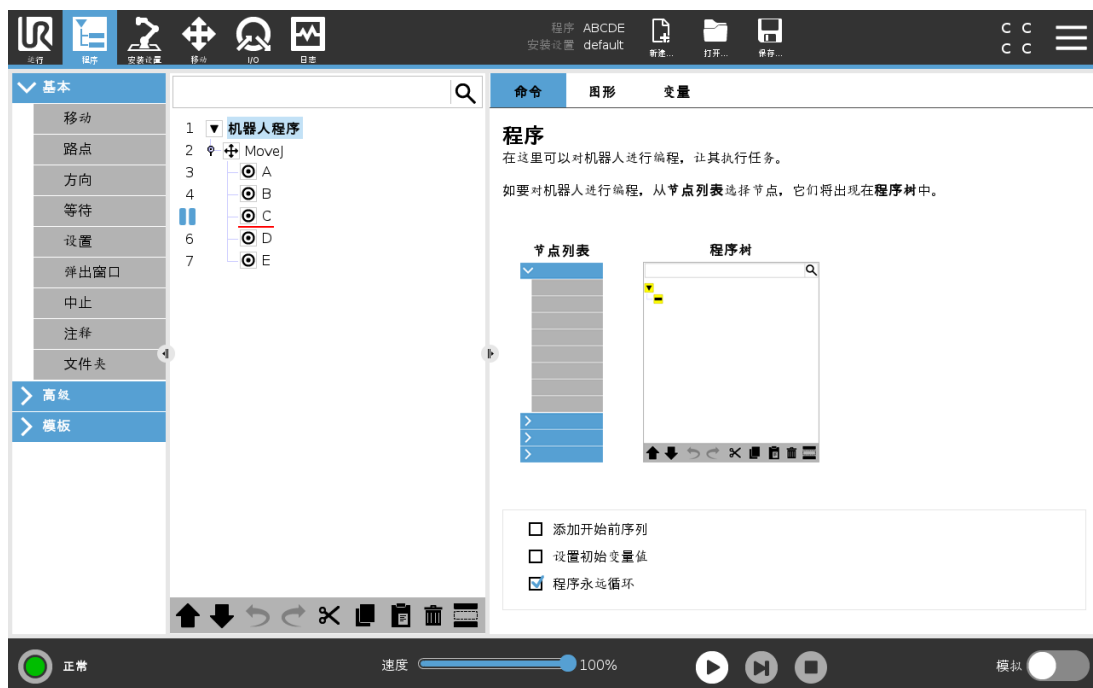 UR
运行
程序
安装设置
移动
I/O
日志
程序 ABCDE
安装设置 default
新建...
打开...
保存...
C C
C C
基本
移动
路点
方向
等待
设置
弹出窗口
中止
注释
文件夹
高级
模板
1 机器人程序
2 MoveJ
3 A
4 B
C
6 D
7 E
命令 图形 变量
程序
在这里可以对机器人进行编程，让其执行任务。
如要对机器人进行编程，从节点列表选择节点，它们将出现在程序树中。
节点列表
程序树
添加开始前序列
设置初始变量值
程序永远循环
正常
速度
100%
模拟